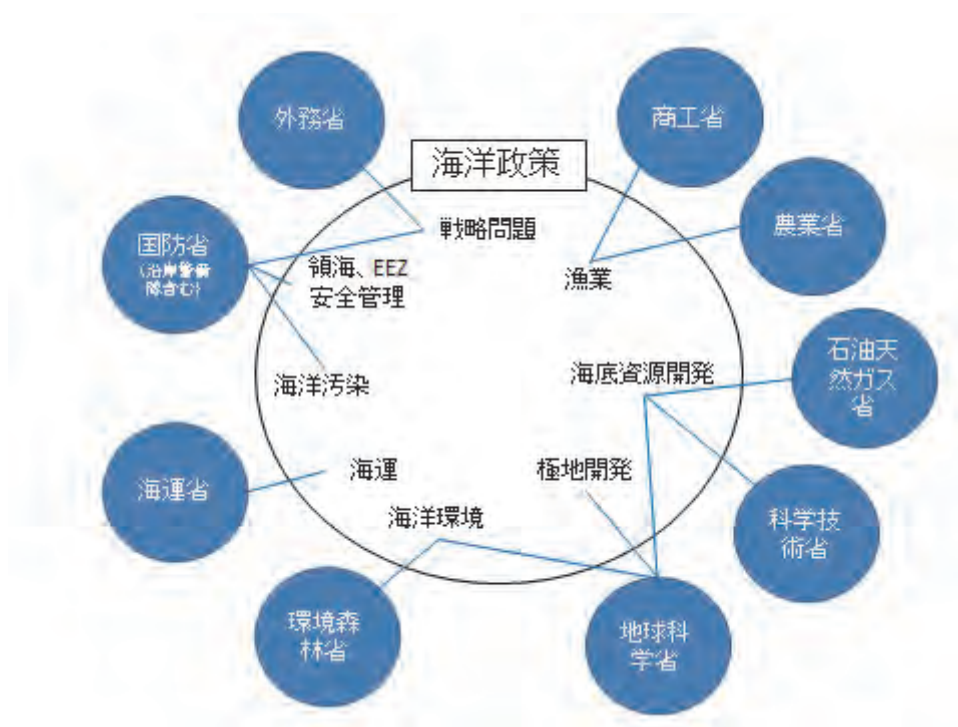 外務省
商工省
海洋政策
農業省
戦略問題
国防省
(沿岸警備
隊含む)
領海、EEZ
安全管理
漁業
石油天
然ガス
省
海底資源開発
海洋汚染
海運
極地開発
海運省
海洋環境
科学技
術省
環境森
林省
地球科
学省